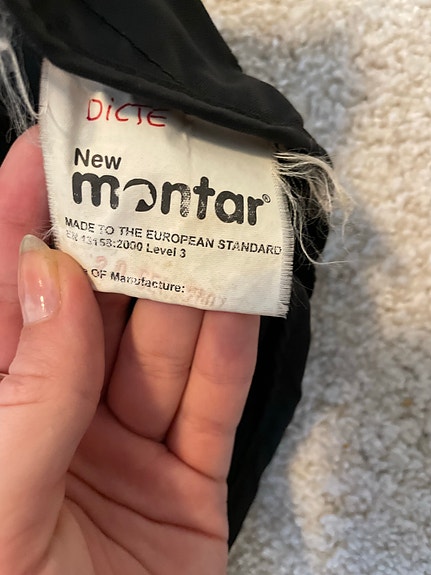 DICTE
New
montar®
MADE TO THE EUROPEAN STANDARD
EN 13158:2000 Level 3
OF Manufacture: